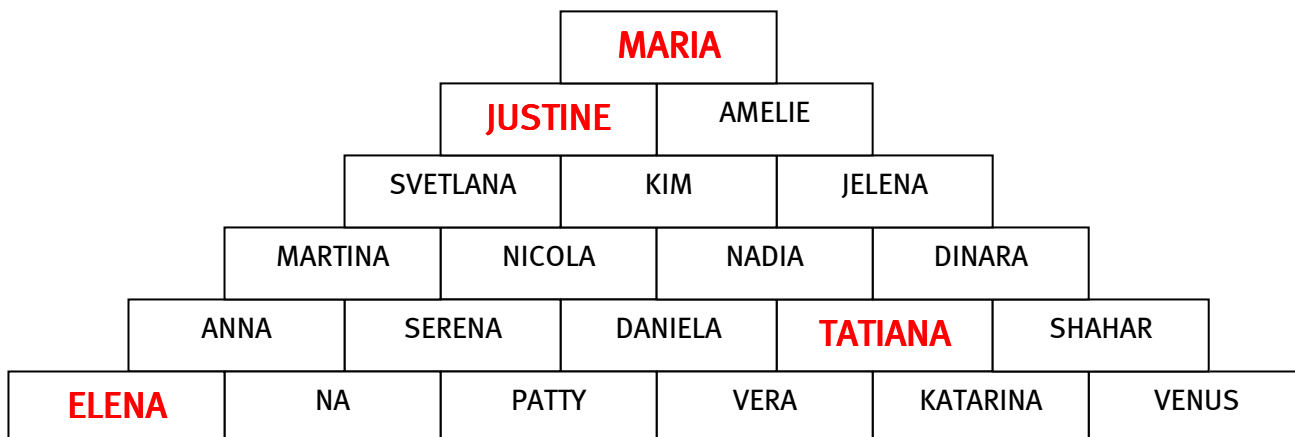 MARIA
JUSTINE AMELIE
SVETLANA KIM JELENA
MARTINA NICOLA NADIA DINARA
ANNA SERENA DANIELA TATIANA SHAHAR
ELENA NA PATTY VERA KATARINA VENUS